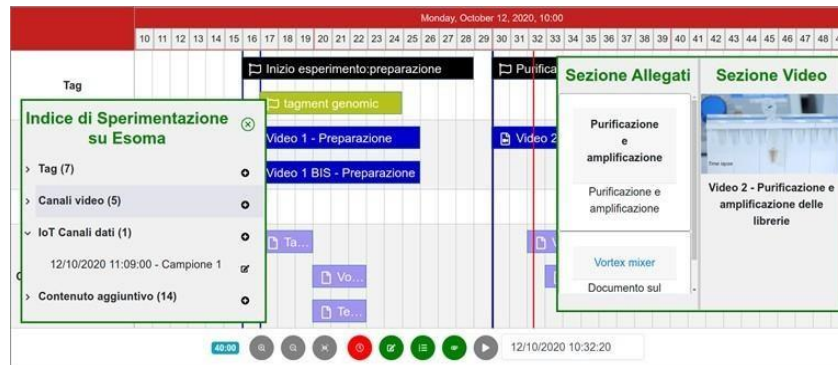 Monday, October 12, 2020, 10:00
10 11 12 13 14 15 16 17 18 19 20 21 22 23 24 25 26 27 28 29 30 31 32 33 34 35 36 37 38 39 40 41 42 43 44 45 46 47 48
Tag
Inizio esperimento:preparazione
Purifica
tagment genomic
Video 1 - Preparazione
Video 2
Video 1 BIS - Preparazione
Ta...
Vo...
Te...
Indice di Sperimentazione
su Esoma
Tag (7)
Canali video (5)
IoT Canali dati (1)
12/10/2020 11:09:00 - Campione 1
Contenuto aggiuntivo (14)
Sezione Allegati
Purificazione
e
amplificazione
Purificazione e
amplificazione
Vortex mixer
Documento sul
Sezione Video
Time lapse
Video 2 - Purificazione e
amplificazione delle
librerie
40:00
12/10/2020 10:32:20